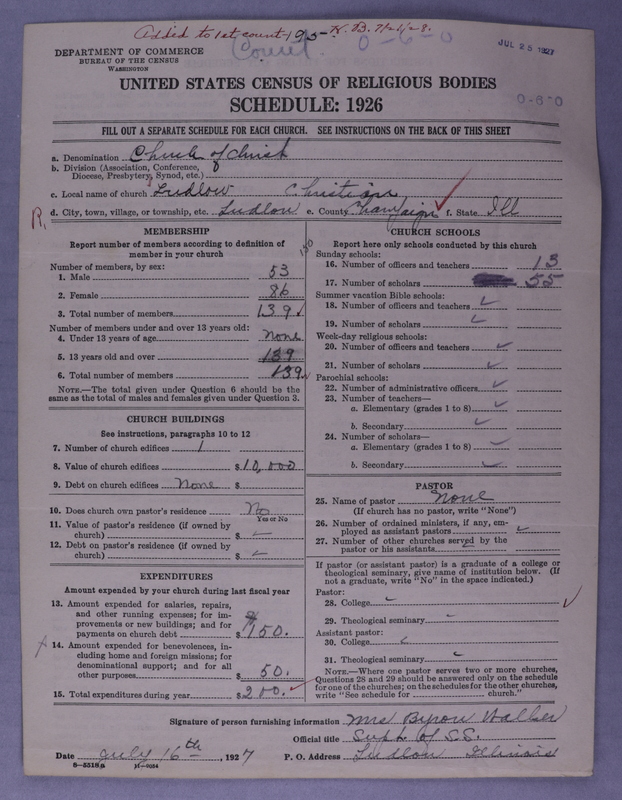 Added to 1st count 195- K. B. 7/21/28.
Count 0-6-0
JUL 25 1927
DEPARTMENT OF COMMERCE
BUREAU OF THE CENSUS
WASHINGTON
UNITED STATES CENSUS OF RELIGIOUS BODIES
SCHEDULE: 1926
0-6-0
FILL OUT A SEPARATE SCHEDULE FOR EACH CHURCH. SEE INSTRUCTIONS ON THE BACK OF THIS SHEET
a. Denomination Church of Christ
b. Division (Association, Conference, Diocese, Presbytery, Synod, etc.)
c. Local name of church Ludlow Christian
R. d. City, town, village, or township, etc. Ludlow e. County Champaign f. State Ill
MEMBERSHIP
Report number of members according to definition of
member in your church
Number of members, by sex:
1. Male 53
2. Female 86
3. Total number of members 139
Number of members under and over 13 years old:
4. Under 13 years of age None
5. 13 years old and over 139
6. Total number of members 139
NOTE.—The total given under Question 6 should be the
same as the total of males and females given under Question 3.
CHURCH BUILDINGS
See instructions, paragraphs 10 to 12
7. Number of church edifices 1
8. Value of church edifices $10,000
9. Debt on church edifices None $
10. Does church own pastor's residence No
Yes or No
11. Value of pastor's residence (if owned by
church) $
12. Debt on pastor's residence (if owned by
church) $
EXPENDITURES
Amount expended by your church during last fiscal year
13. Amount expended for salaries, repairs,
and other running expenses; for im-
provements or new buildings; and for
payments on church debt $150.
14. Amount expended for benevolences, in-
cluding home and foreign missions; for
denominational support; and for all
other purposes 50.
15. Total expenditures during year $200.
CHURCH SCHOOLS
Report here only schools conducted by this church
Sunday schools:
16. Number of officers and teachers 13
17. Number of scholars 55
Summer vacation Bible schools:
18. Number of officers and teachers
19. Number of scholars
Week-day religious schools:
20. Number of officers and teachers
21. Number of scholars
Parochial schools:
22. Number of administrative officers
23. Number of teachers—
a. Elementary (grades 1 to 8)
b. Secondary
24. Number of scholars—
a. Elementary (grades 1 to 8)
b. Secondary
PASTOR
25. Name of pastor None
(If church has no pastor, write "None")
26. Number of ordained ministers, if any, em-
ployed as assistant pastors
27. Number of other churches served by the
pastor or his assistants
If pastor (or assistant pastor) is a graduate of a college or
theological seminary, give name of institution below. (If
not a graduate, write "No" in the space indicated.)
Pastor:
28. College
29. Theological seminary
Assistant pastor:
30. College
31. Theological seminary
NOTE.—Where one pastor serves two or more churches,
Questions 28 and 29 should be answered only on the schedule
for one of the churches; on the schedules for the other churches,
write "See schedule for church."
Signature of person furnishing information Mrs Byron Walker
Official title Supt of S.S.
Date July 16th, 1927 P. O. Address Ludlow Illinois
8-5518a 11-9034